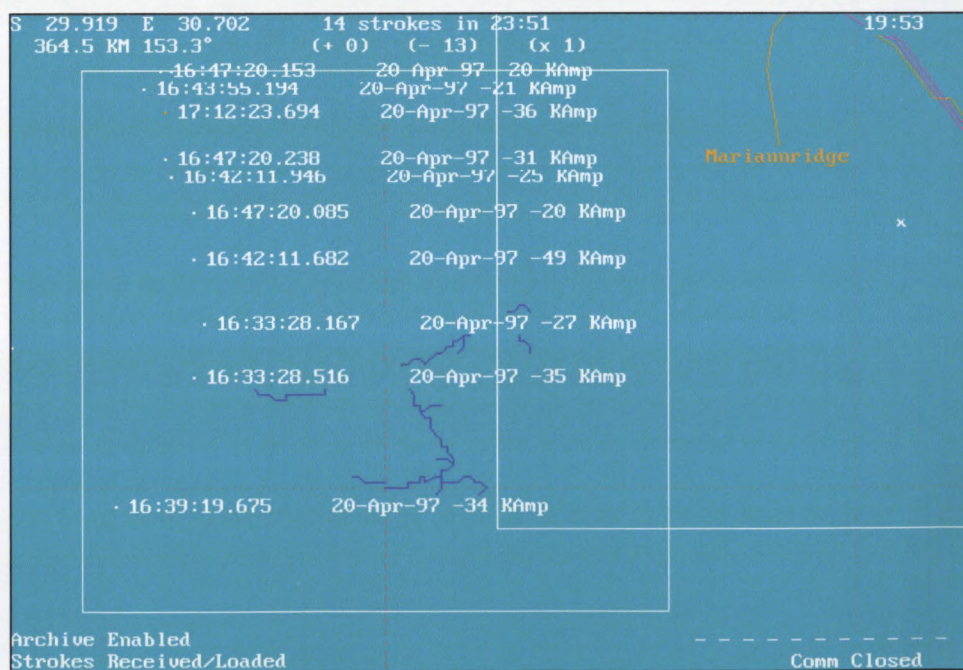 S 29.919 E 30.702 14 strokes in 23:51 19:53
364.5 KM 153.3° (+ 0) (- 13) (x 1)
16:47:20.153 20-Apr-97 -20 KAmp
16:43:55.194 20-Apr-97 -21 KAmp
17:12:23.694 20-Apr-97 -36 KAmp
16:47:20.238 20-Apr-97 -31 KAmp
Mariannridge
16:42:11.946 20-Apr-97 -25 KAmp
16:47:20.085 20-Apr-97 -20 KAmp
x
16:42:11.682 20-Apr-97 -49 KAmp
16:33:28.167 20-Apr-97 -27 KAmp
16:33:28.516 20-Apr-97 -35 KAmp
16:39:19.675 20-Apr-97 -34 KAmp
Archive Enabled
Strokes Received/Loaded Comm Closed